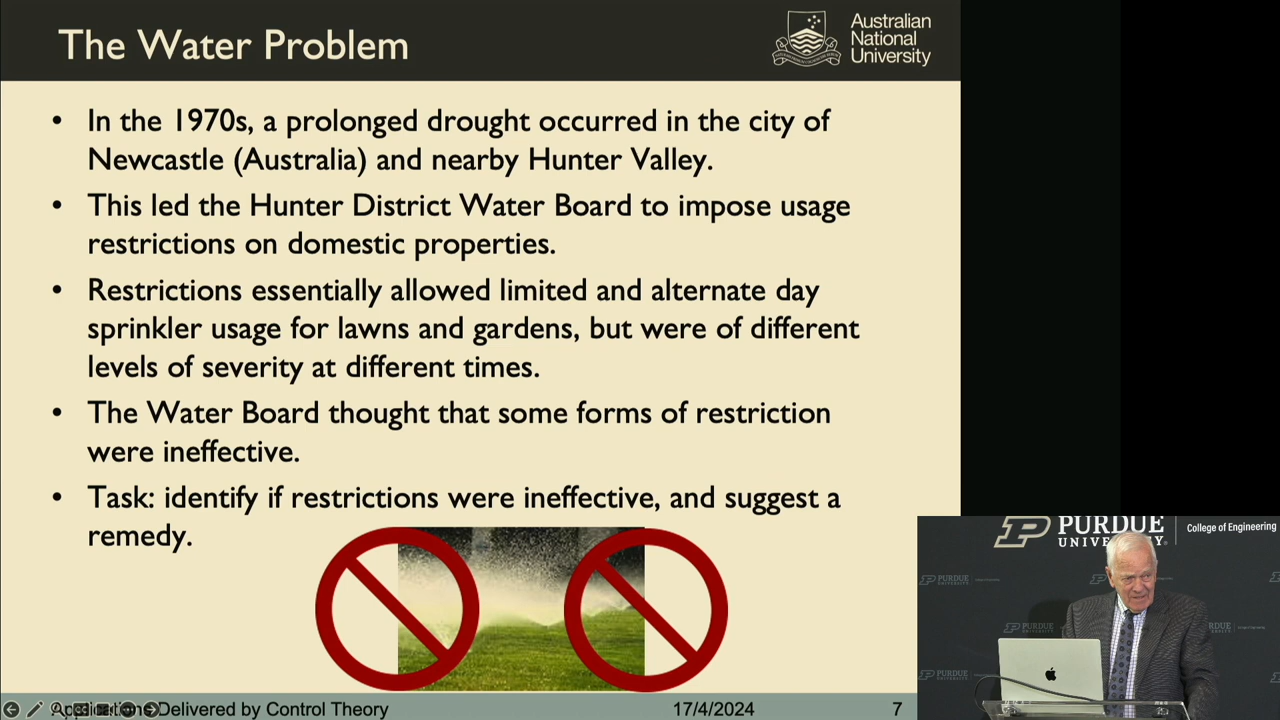 The Water Problem
Australian
National
University
• In the 1970s, a prolonged drought occurred in the city of
Newcastle (Australia) and nearby Hunter Valley.
• This led the Hunter District Water Board to impose usage
restrictions on domestic properties.
• Restrictions essentially allowed limited and alternate day
sprinkler usage for lawns and gardens, but were of different
levels of severity at different times.
• The Water Board thought that some forms of restriction
were ineffective.
• Task: identify if restrictions were ineffective, and suggest a
remedy.
Applications Delivered by Control Theory
17/4/2024
7
PURDUE
UNIVERSITY
College of Engineering